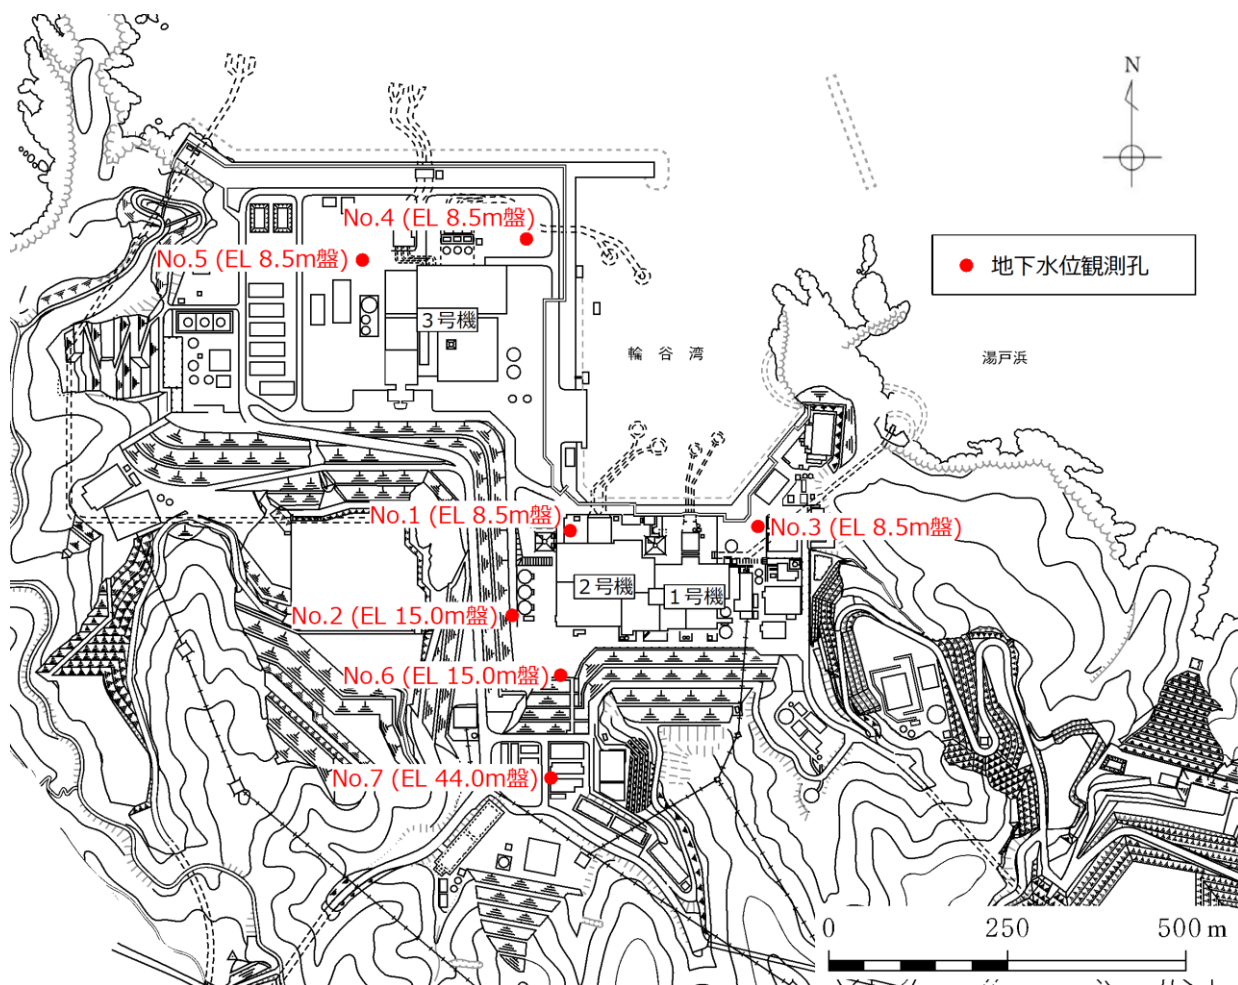 N
No.4 (EL 8.5m盤)
No.5 (EL 8.5m盤)
地下水位観測孔
3号機
輪谷湾
湯戸浜
No.1 (EL 8.5m盤)
No.3 (EL 8.5m盤)
2号機
1号機
No.2 (EL 15.0m盤)
No.6 (EL 15.0m盤)
No.7 (EL 44.0m盤)
0 250 500 m